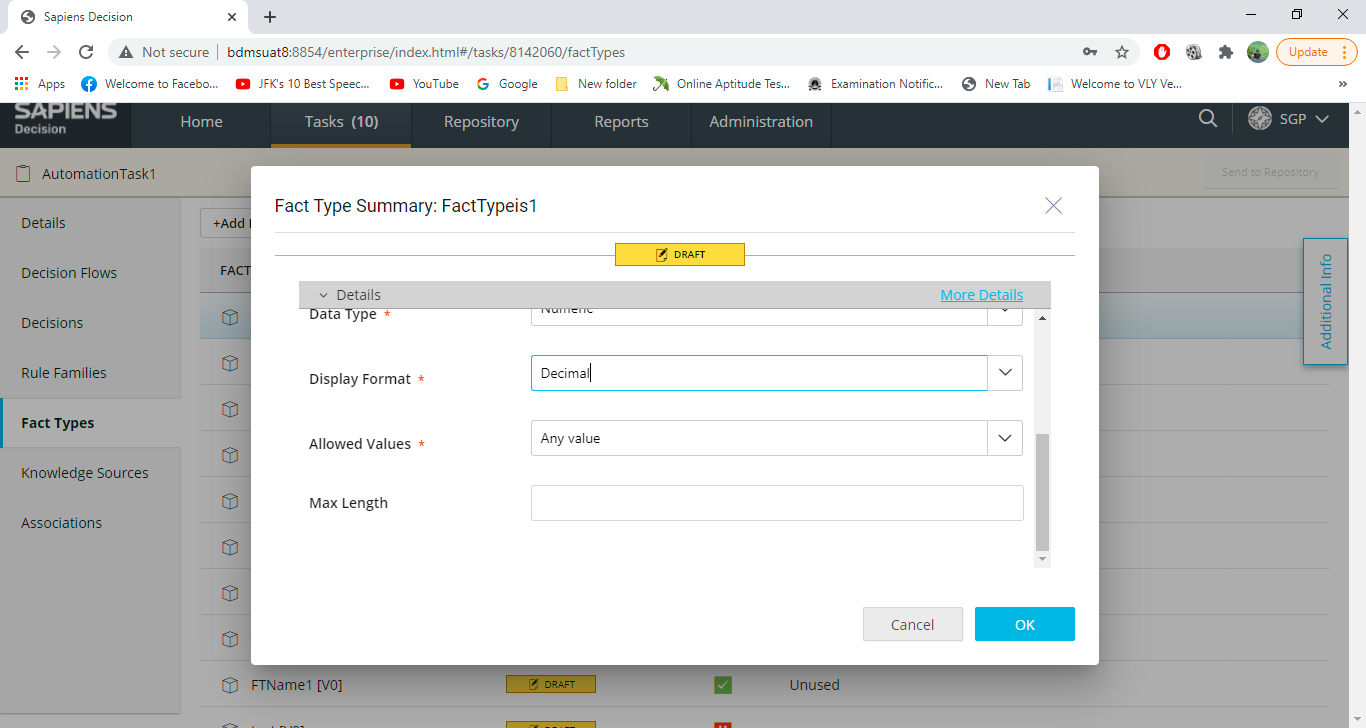 Sapiens Decision
Not secure
bdmsuat8:8854/enterprise/index.html#/tasks/8142060/factTypes
Update
Apps
Welcome to Facebo...
JFK's 10 Best Speec...
YouTube
Google
New folder
Online Aptitude Tes...
Examination Notific...
New Tab
Welcome to VLY Ve...
»
SAPIENS
Decision
Home
Tasks (10)
Repository
Reports
Administration
SGP
AutomationTask1
Send to Repository
Details
Decision Flows
Decisions
Rule Families
Fact Types
Knowledge Sources
Associations
+Add
FACT
Additional Info
Fact Type Summary: FactTypeis1
DRAFT
Details
More Details
Data Type *
Numeric
Display Format *
Decimal
Allowed Values *
Any value
Max Length
Cancel
OK
FTName1 [V0]
DRAFT
Unused